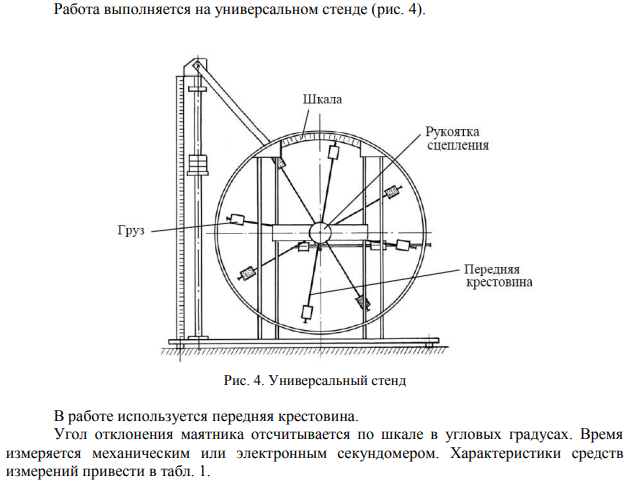 Работа выполняется на универсальном стенде (рис. 4).
Шкала
Рукоятка
сцепления
Груз
Передняя
крестовина
Рис. 4. Универсальный стенд
В работе используется передняя крестовина.
Угол отклонения маятника отсчитывается по шкале в угловых градусах. Время
измеряется механическим или электронным секундомером. Характеристики средств
измерений привести в табл. 1.